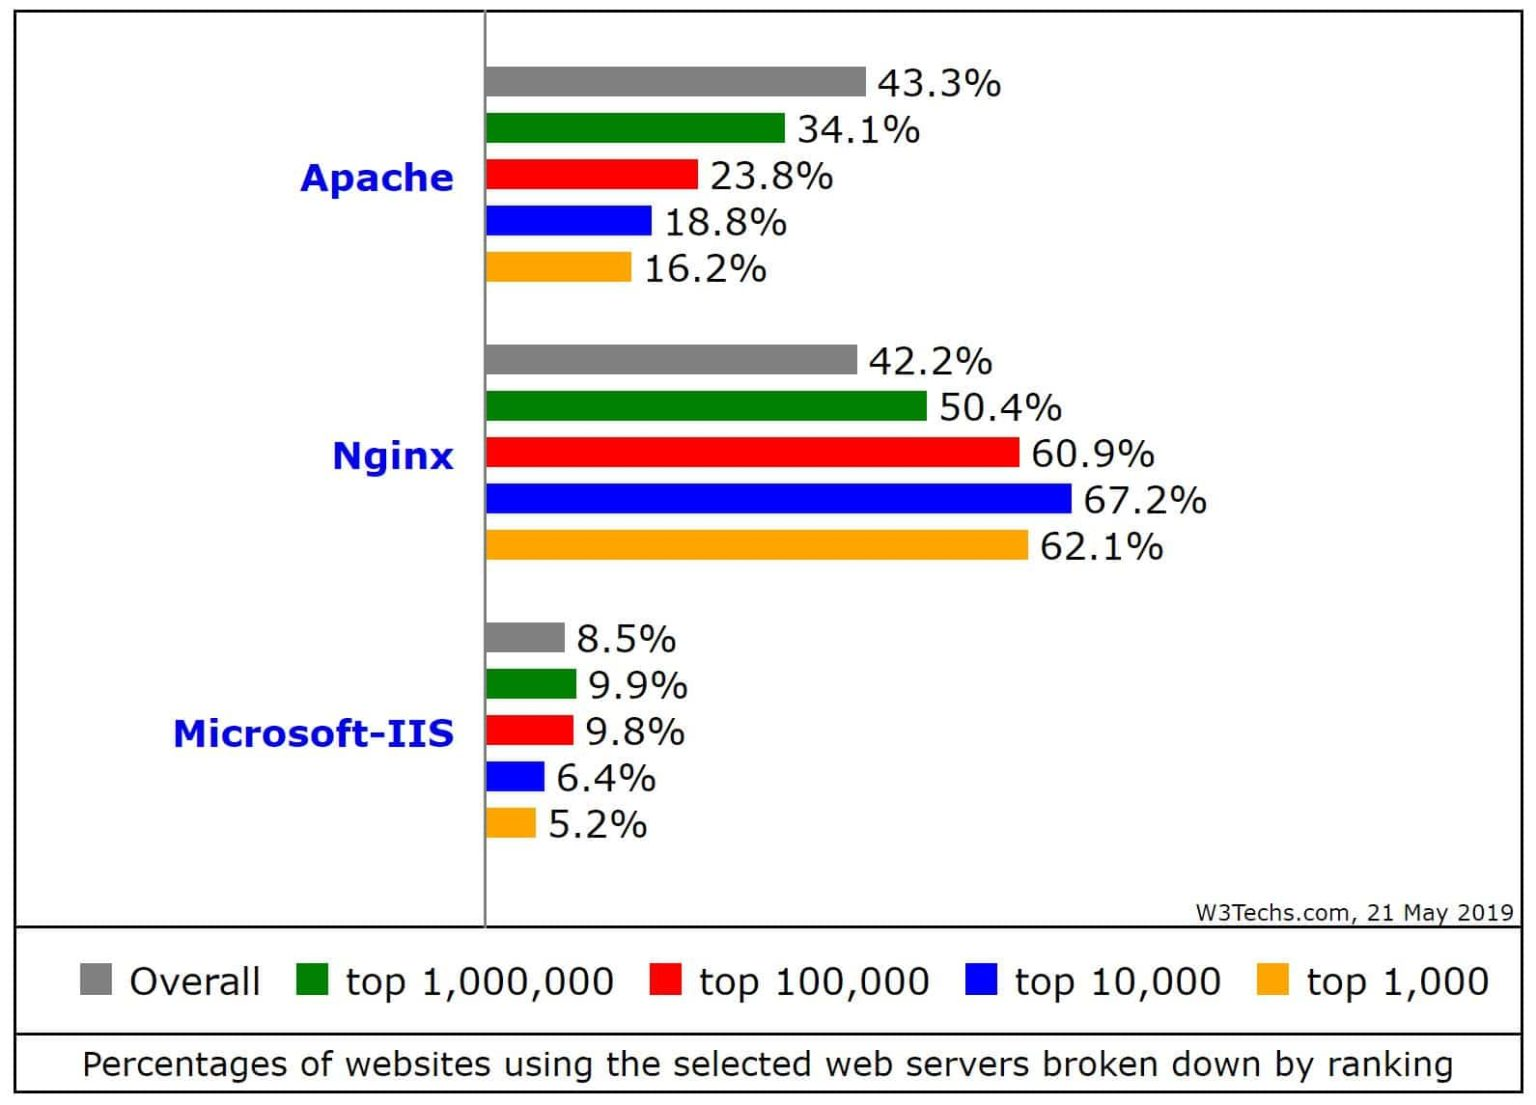 43.3%
34.1%
Apache 23.8%
18.8%
16.2%
42.2%
50.4%
Nginx 60.9%
67.2%
62.1%
8.5%
9.9%
Microsoft-IIS 9.8%
6.4%
5.2%
W3Techs.com, 21 May 2019
Overall top 1,000,000 top 100,000 top 10,000 top 1,000
Percentages of websites using the selected web servers broken down by ranking